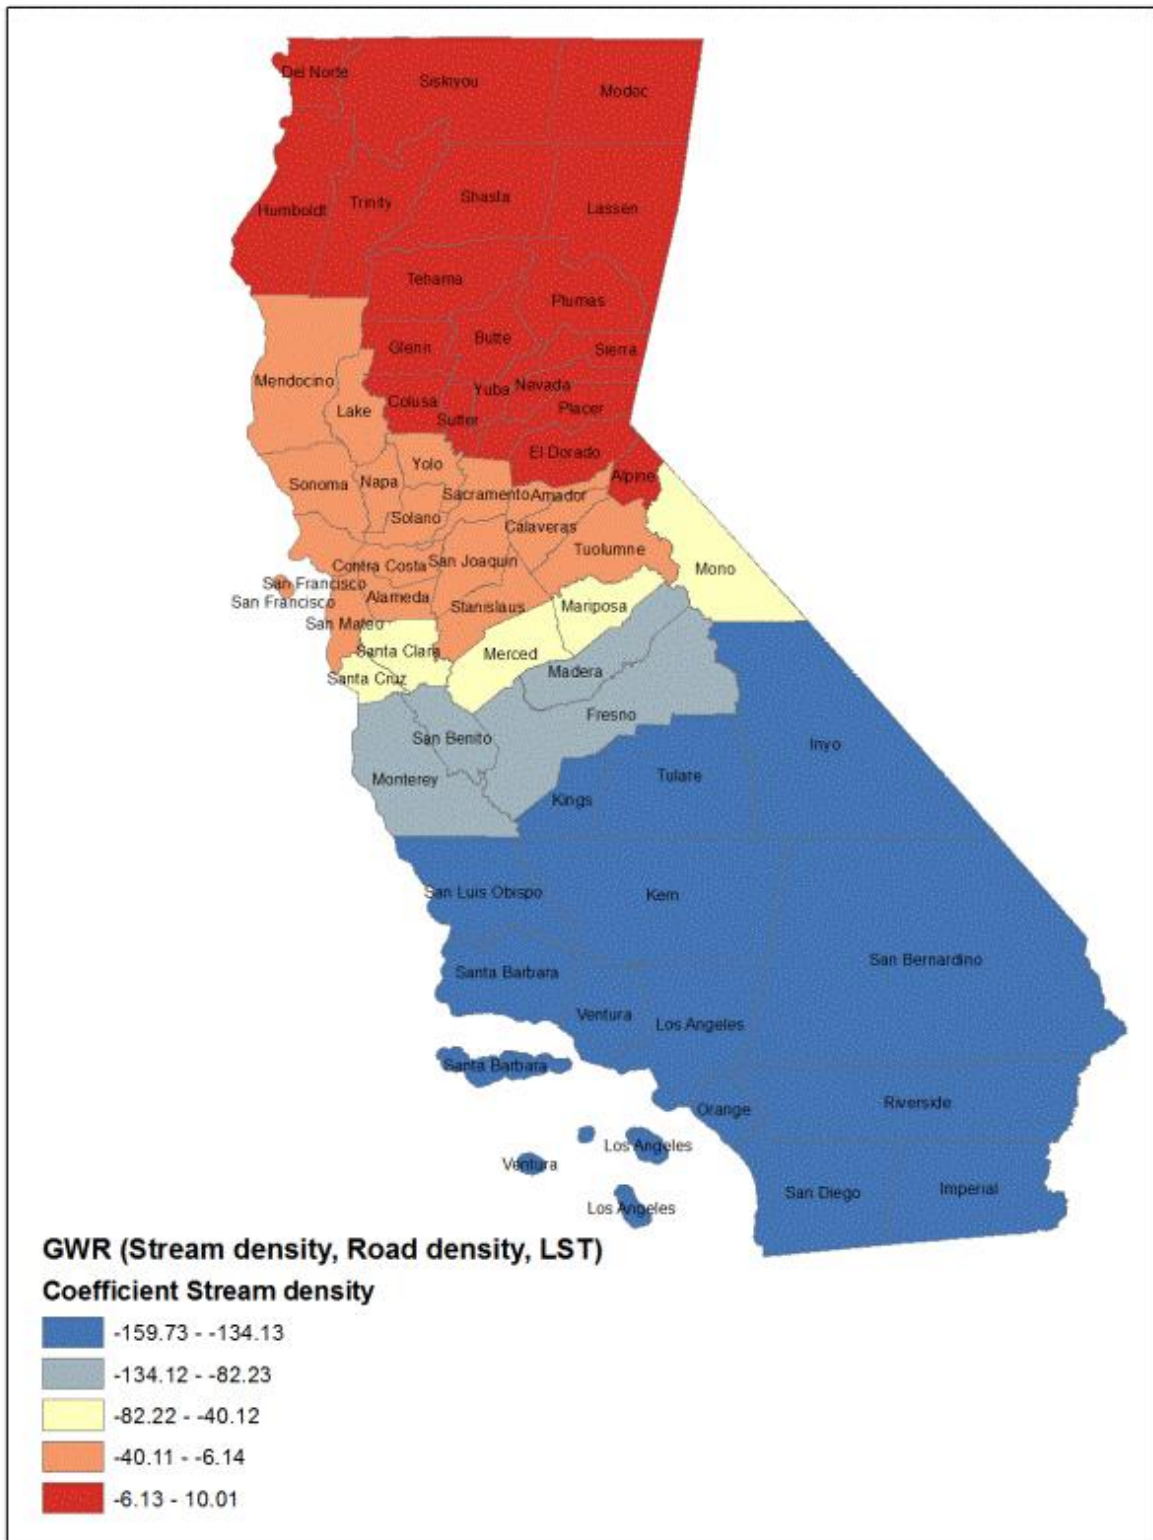 Del Norte
Siskiyou
Modoc
Humboldt
Trinity
Shasta
Lassen
Tehama
Plumas
Glenn
Butte
Sierra
Mendocino
Lake
Colusa
Sutter
Yuba
Nevada
Placer
El Dorado
Alpine
Sonoma
Napa
Yolo
Sacramento
Amador
Solano
Calaveras
Tuolumne
Mono
Contra Costa
San Joaquin
San Francisco
San Francisco
Alameda
Stanislaus
Mariposa
San Mateo
Santa Clara
Merced
Santa Cruz
Madera
Fresno
San Benito
Monterey
Inyo
Tulare
Kings
San Luis Obispo
Kern
San Bernardino
Santa Barbara
Ventura
Los Angeles
Santa Barbara
Orange
Riverside
Los Angeles
Ventura
San Diego
Imperial
Los Angeles
GWR (Stream density, Road density, LST)
Coefficient Stream density
-159.73 - -134.13
-134.12 - -82.23
-82.22 - -40.12
-40.11 - -6.14
-6.13 - 10.01